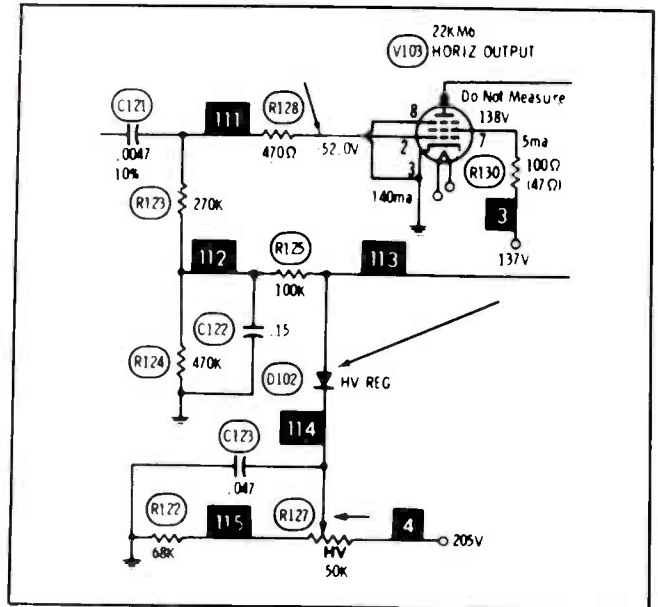 22KM6
V103 HORIZ OUTPUT
Do Not Measure
138V
C121
111
R128
8
.0047
10%
470Ω
-52.0V
2
7
5ma
3
R130
100Ω
(47Ω)
140ma
3
137V
R123
270K
112
R125
113
100K
C122
.15
R124
470K
D102
HV REG
114
C123
.047
R122
115
R127
4
205V
68K
HV
50K